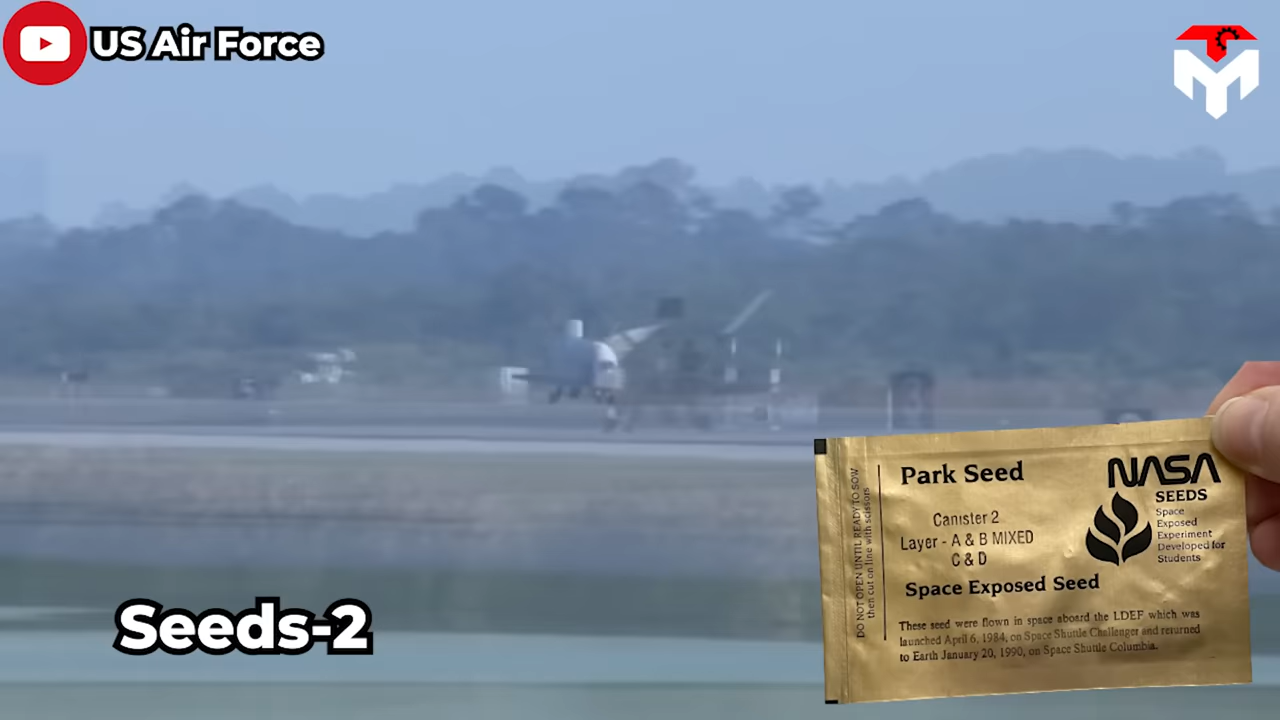 US Air Force
Park Seed
NASA
SEEDS
Space
Exposed
Experiment
Developed for
Students
Canister 2
Layer - A & B MIXED
C & D
Space Exposed Seed
These seed were flown in space aboard the LDEF which was
launched April 6, 1984, on Space Shuttle Challenger and returned
to Earth January 20, 1990, on Space Shuttle Columbia.
DO NOT OPEN UNTIL READY TO SOW
then cut on line with scissors
Seeds-2